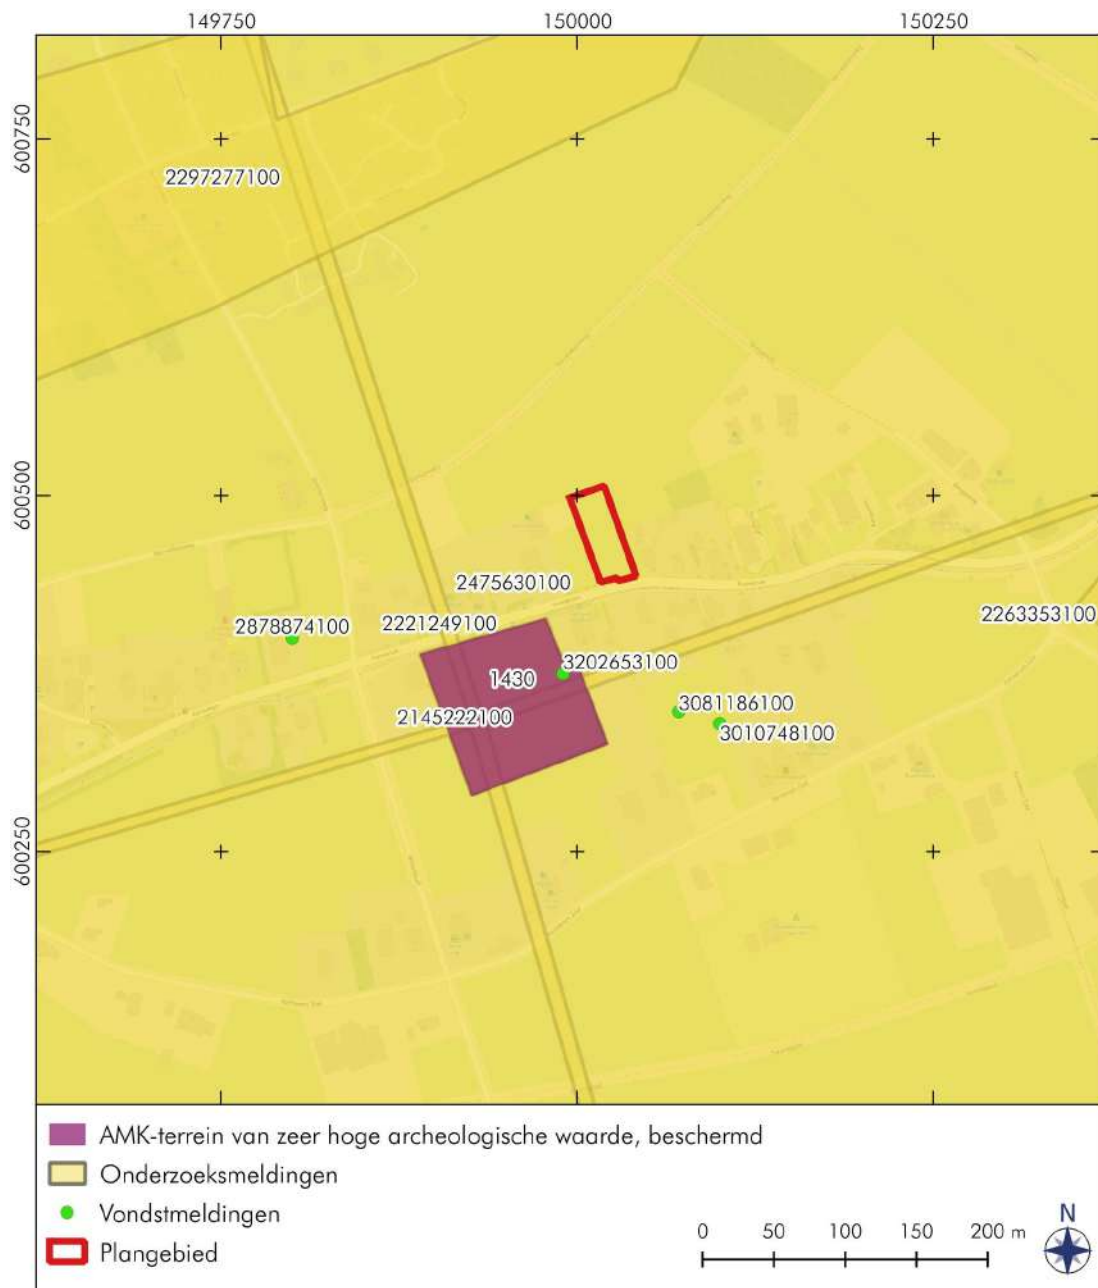 149750 150000 150250
600750
2297277100
600500
2475630100
2878874100 2221249100 2263353100
3202653100
1430
2145222100 3081186100
3010748100
600250
AMK-terrein van zeer hoge archeologische waarde, beschermd
Onderzoeksmeldingen
Vondstmeldingen
Plangebied
0 50 100 150 200 m
N